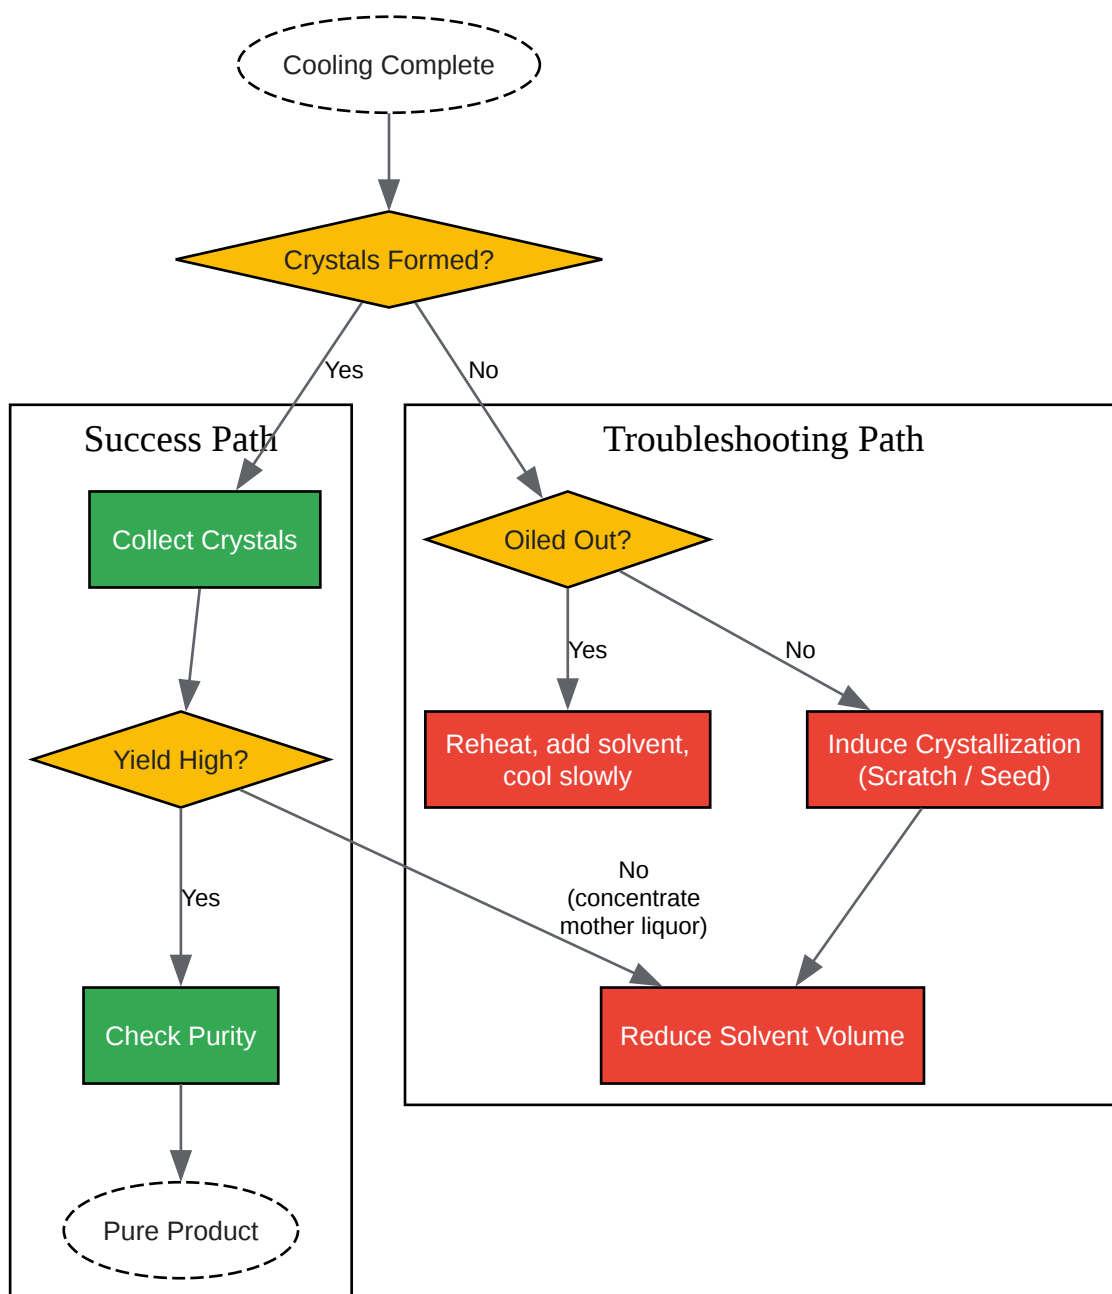 Cooling Complete
Crystals Formed?
Yes
No
Success Path
Troubleshooting Path
Collect Crystals
Oiled Out?
Yes
No
Yield High?
Reheat, add solvent,
cool slowly
Induce Crystallization
(Scratch / Seed)
Yes
No
(concentrate
mother liquor)
Check Purity
Reduce Solvent Volume
Pure Product